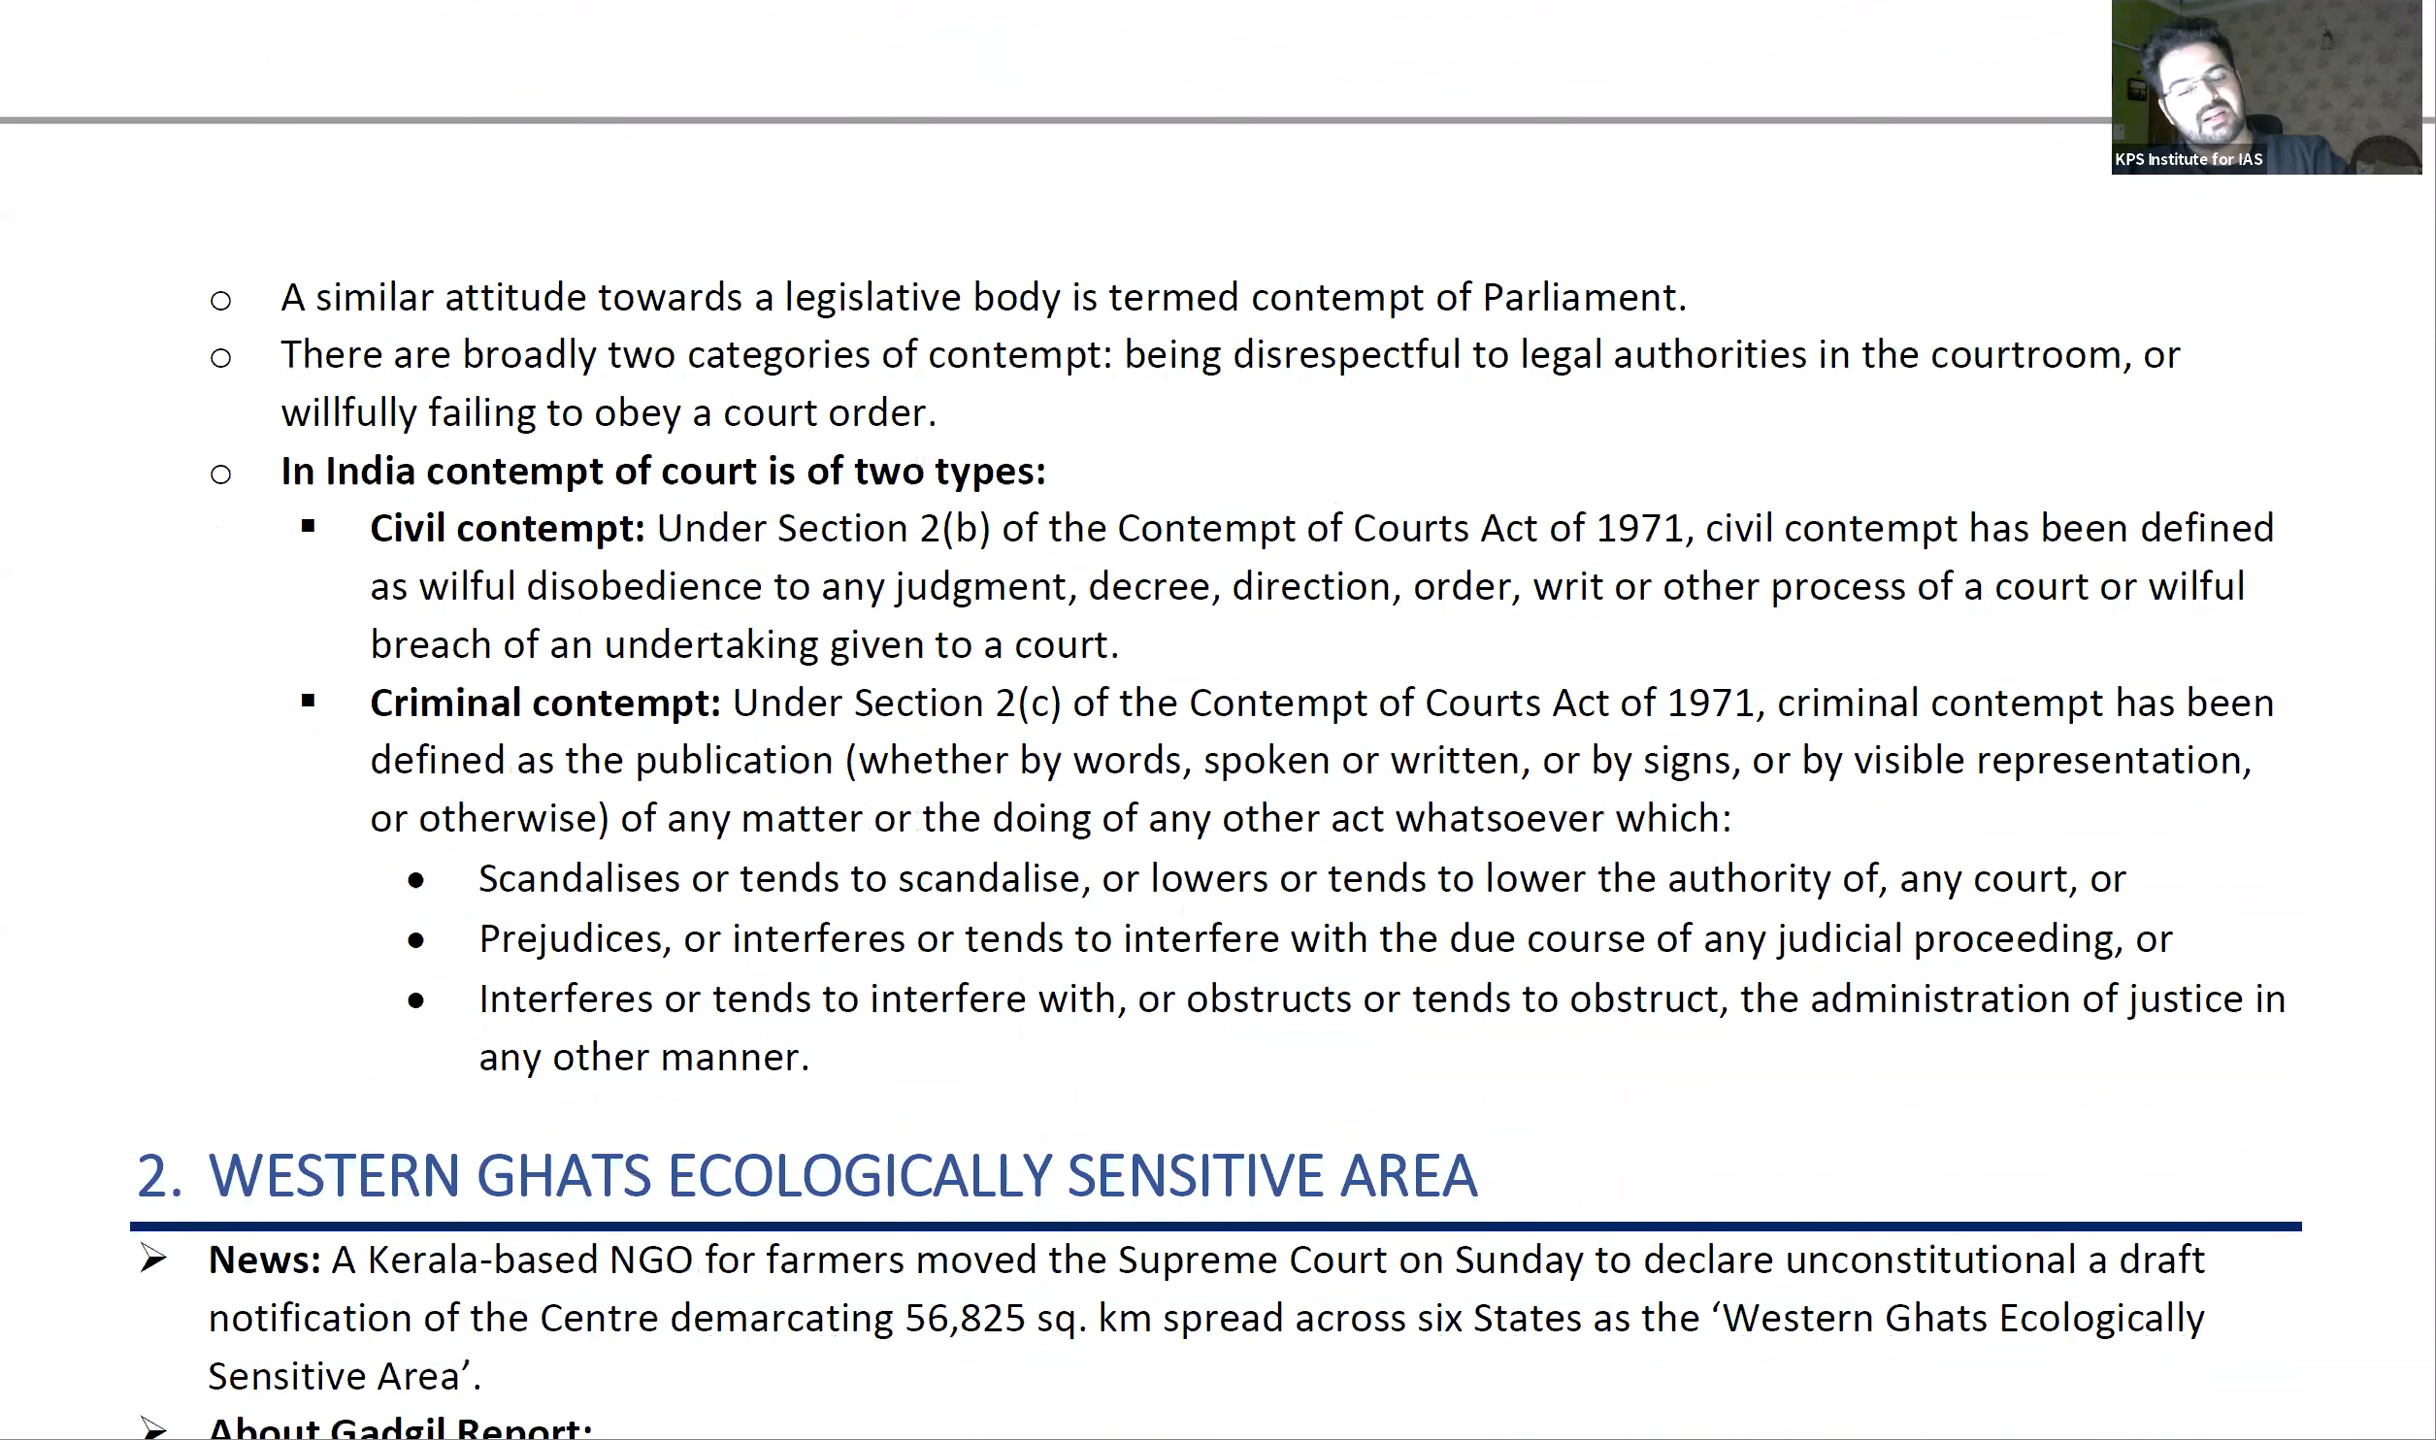 KPS Institute for IAS
o A similar attitude towards a legislative body is termed contempt of Parliament.
o There are broadly two categories of contempt: being disrespectful to legal authorities in the courtroom, or
willfully failing to obey a court order.
o In India contempt of court is of two types:
▪ Civil contempt: Under Section 2(b) of the Contempt of Courts Act of 1971, civil contempt has been defined
as wilful disobedience to any judgment, decree, direction, order, writ or other process of a court or wilful
breach of an undertaking given to a court.
▪ Criminal contempt: Under Section 2(c) of the Contempt of Courts Act of 1971, criminal contempt has been
defined as the publication (whether by words, spoken or written, or by signs, or by visible representation,
or otherwise) of any matter or the doing of any other act whatsoever which:
• Scandalises or tends to scandalise, or lowers or tends to lower the authority of, any court, or
• Prejudices, or interferes or tends to interfere with the due course of any judicial proceeding, or
• Interferes or tends to interfere with, or obstructs or tends to obstruct, the administration of justice in
any other manner.
2. WESTERN GHATS ECOLOGICALLY SENSITIVE AREA
➢ News: A Kerala-based NGO for farmers moved the Supreme Court on Sunday to declare unconstitutional a draft
notification of the Centre demarcating 56,825 sq. km spread across six States as the ‘Western Ghats Ecologically
Sensitive Area’.
➢ About Gadgil Report: